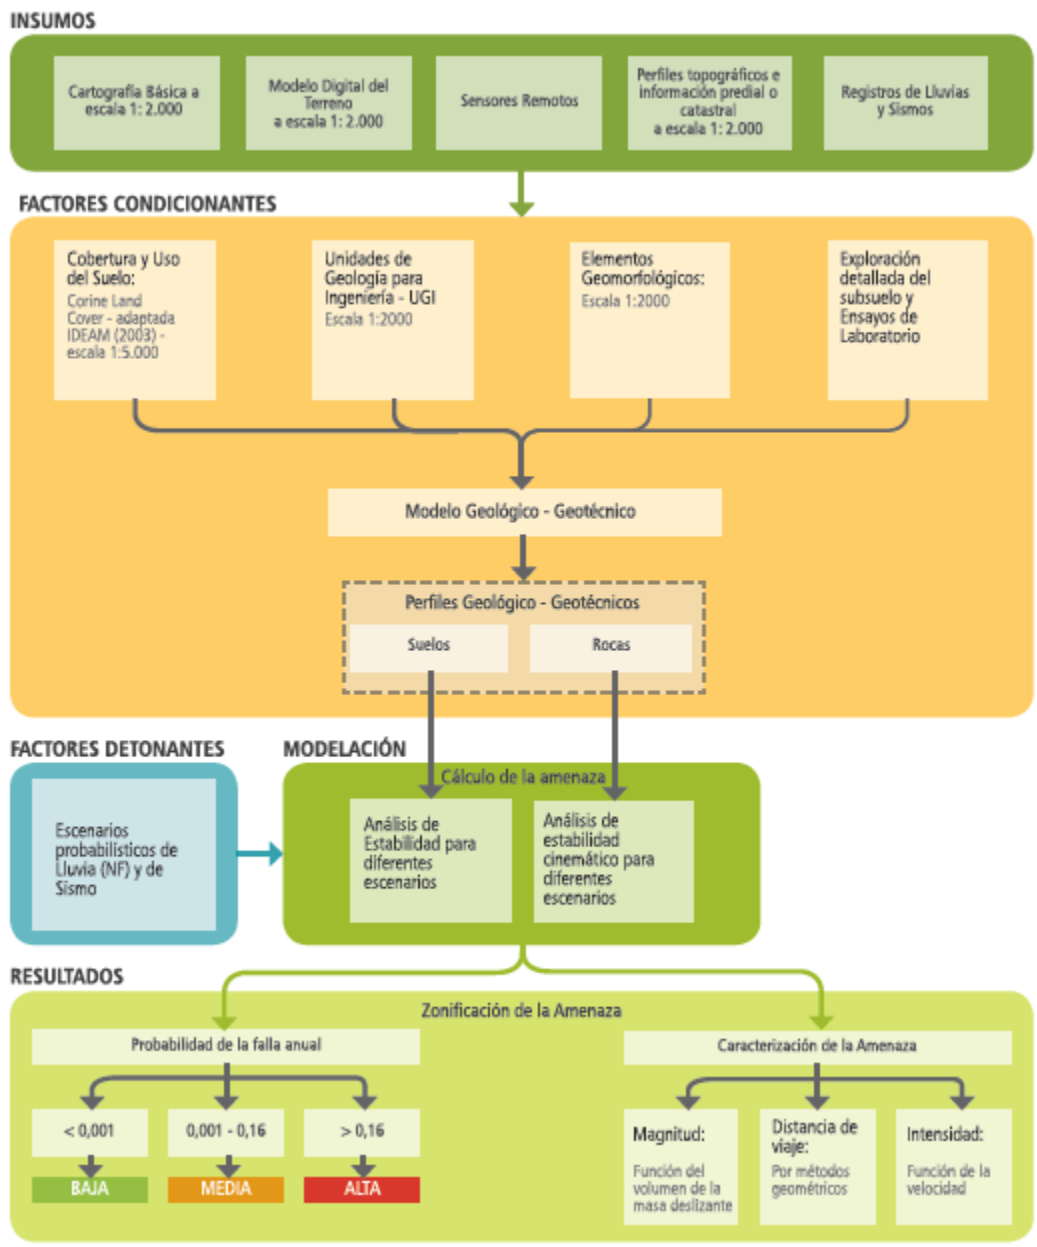 INSUMOS
Cartografía Básica a
escala 1: 2.000
Modelo Digital del
Terreno
a escala 1: 2.000
Sensores Remotos
Perfiles topográficos e
información predial o
catastral
a escala 1: 2.000
Registros de Lluvias
y Sismos
FACTORES CONDICIONANTES
Cobertura y Uso
del Suelo:
Corine Land
Cover - adaptada
IDEAM (2003) -
escala 1:5.000
Unidades de
Geología para
Ingeniería - UGI
Escala 1:2000
Elementos
Geomorfológicos:
Escala 1:2000
Exploración
detallada del
subsuelo y
Ensayos de
Laboratorio
Modelo Geológico - Geotécnico
Perfiles Geológico - Geotécnicos
Suelos
Rocas
FACTORES DETONANTES
Escenarios
probabilísticos de
Lluvia (NF) y de
Sismo
MODELACIÓN
Cálculo de la amenaza
Análisis de
Estabilidad para
diferentes
escenarios
Análisis de
estabilidad
cinemático para
diferentes
escenarios
RESULTADOS
Zonificación de la Amenaza
Probabilidad de la falla anual
< 0,001
0,001 - 0,16
> 0,16
BAJA
MEDIA
ALTA
Caracterización de la Amenaza
Magnitud:
Función del
volumen de la
masa deslizante
Distancia de
viaje:
Por métodos
geométricos
Intensidad:
Función de la
velocidad